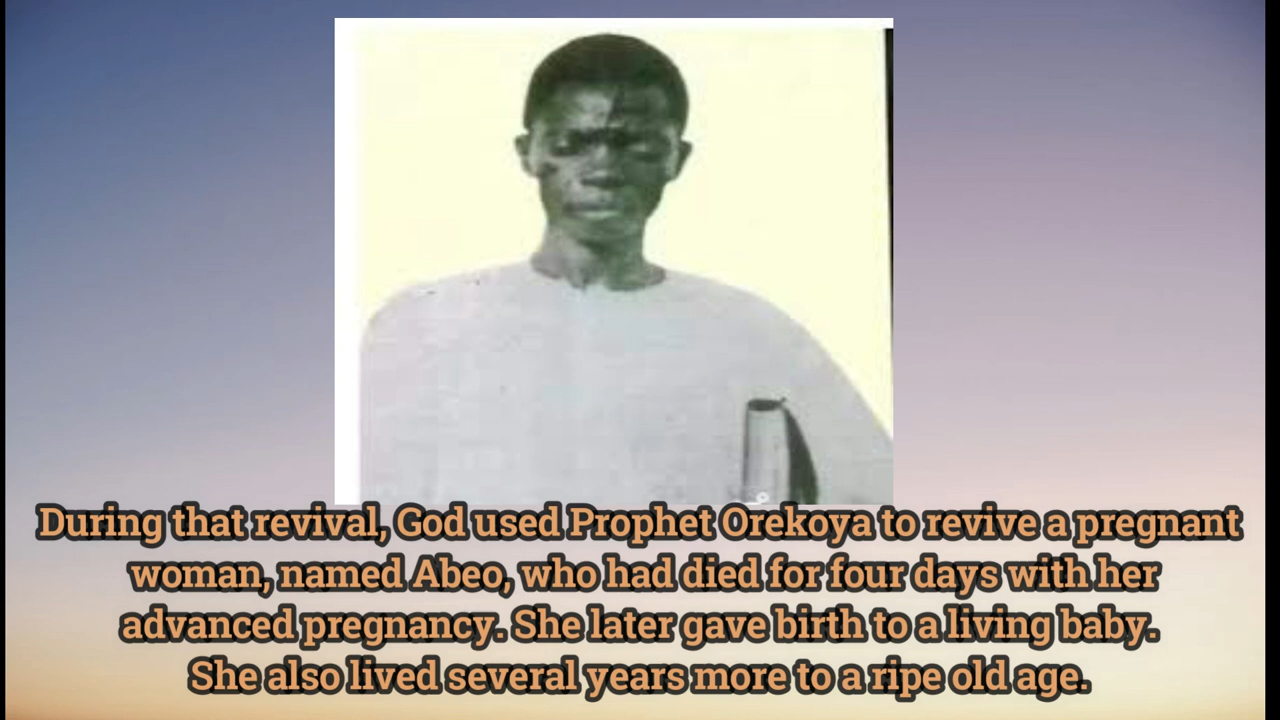 During that revival, God used Prophet Orekoya to revive a pregnant
woman, named Abeo, who had died for four days with her
advanced pregnancy. She later gave birth to a living baby.
She also lived several years more to a ripe old age.